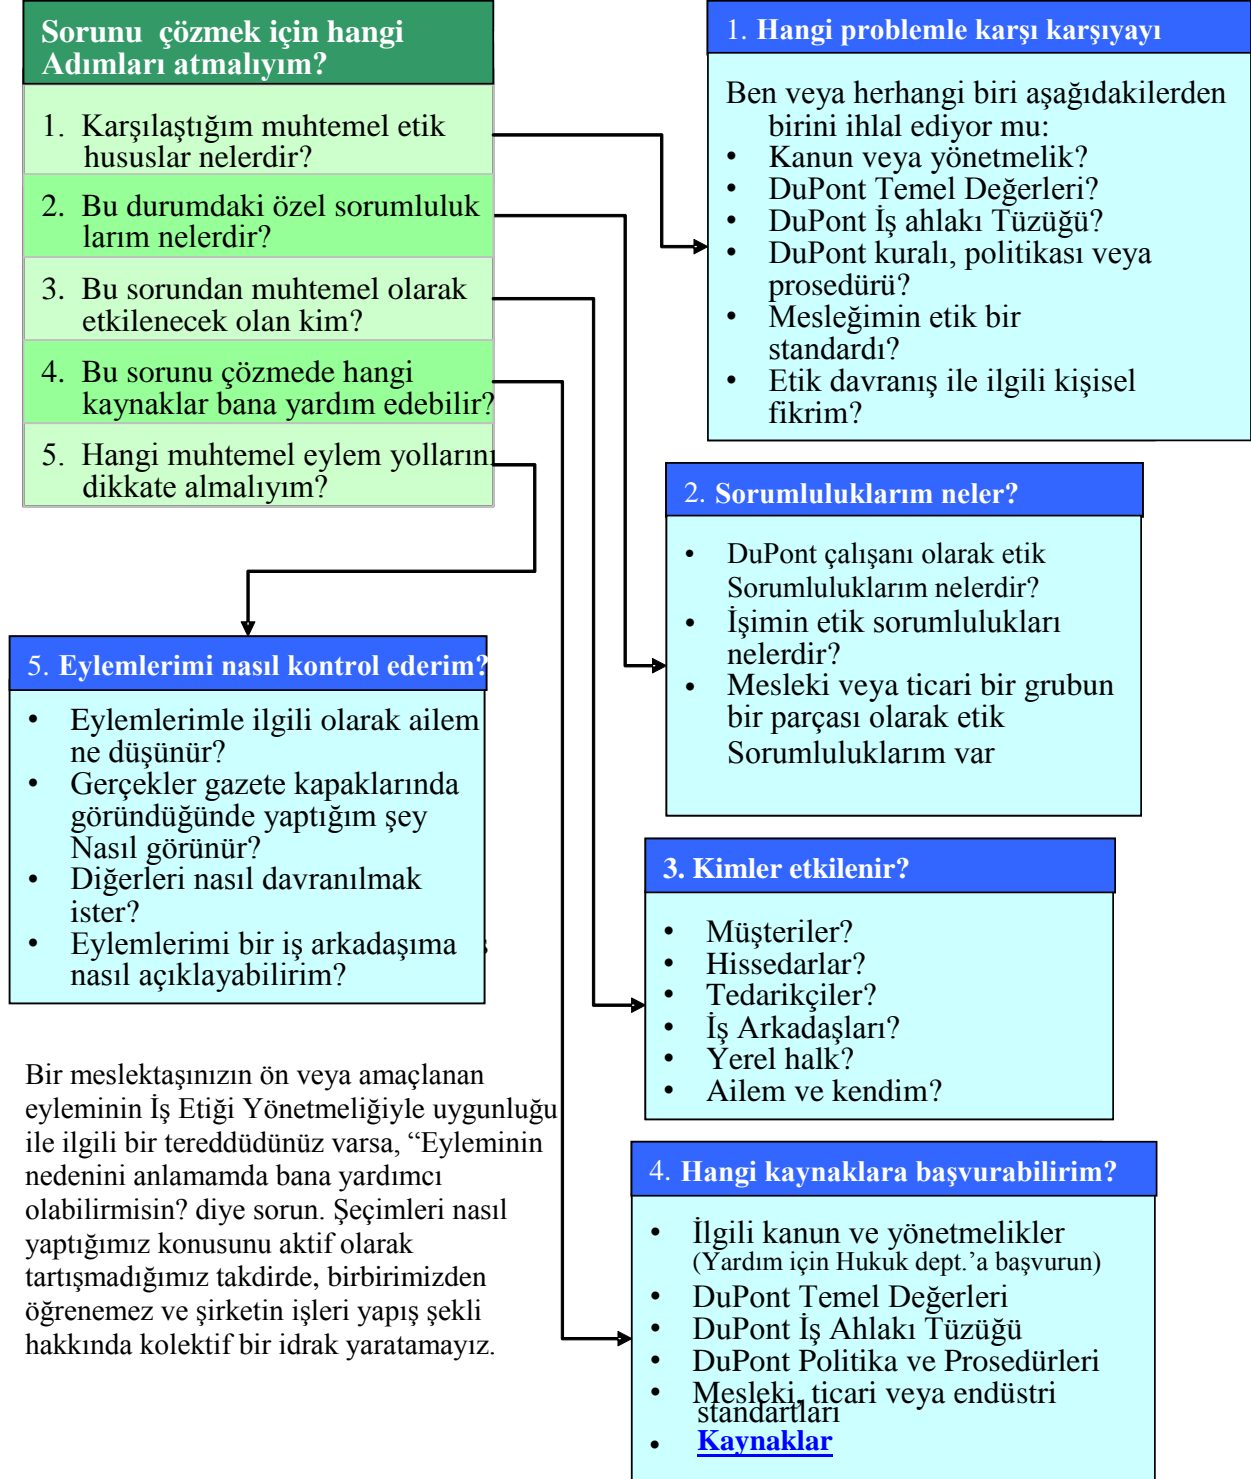 Sorunu çözmek için hangi
Adımları atmalıyım?
1. Karşılaştığım muhtemel etik
hususlar nelerdir?
2. Bu durumdaki özel sorumluluk
larım nelerdir?
3. Bu sorundan muhtemel olarak
etkilenecek olan kim?
4. Bu sorunu çözmede hangi
kaynaklar bana yardım edebilir?
5. Hangi muhtemel eylem yollarını
dikkate almalıyım?
1. Hangi problemle karşı karşıyayı
Ben veya herhangi biri aşağıdakilerden
birini ihlal ediyor mu:
• Kanun veya yönetmelik?
• DuPont Temel Değerleri?
• DuPont İş ahlakı Tüzüğü?
• DuPont kuralı, politikası veya
prosedürü?
• Mesleğimin etik bir
standardı?
• Etik davranış ile ilgili kişisel
fikrim?
2. Sorumluluklarım neler?
• DuPont çalışanı olarak etik
Sorumluluklarım nelerdir?
• İşimin etik sorumlulukları
nelerdir?
• Mesleki veya ticari bir grubun
bir parçası olarak etik
Sorumluluklarım var
3. Kimler etkilenir?
• Müşteriler?
• Hissedarlar?
• Tedarikçiler?
• İş Arkadaşları?
• Yerel halk?
• Ailem ve kendim?
4. Hangi kaynaklara başvurabilirim?
• İlgili kanun ve yönetmelikler
(Yardım için Hukuk dept.’a başvurun)
• DuPont Temel Değerleri
• DuPont İş Ahlakı Tüzüğü
• DuPont Politika ve Prosedürleri
• Mesleki, ticari veya endüstri
standartları
• Kaynaklar
5. Eylemlerimi nasıl kontrol ederim?
• Eylemlerimle ilgili olarak ailem
ne düşünür?
• Gerçekler gazete kapaklarında
göründüğünde yaptığım şey
Nasıl görünür?
• Diğerleri nasıl davranılmak
ister?
• Eylemlerimi bir iş arkadaşıma
nasıl açıklayabilirim?
Bir meslektaşınızın ön veya amaçlanan
eyleminin İş Etiği Yönetmeliğiyle uygunluğu
ile ilgili bir tereddüdünüz varsa, “Eyleminin
nedenini anlamamda bana yardımcı
olabilirmisin? diye sorun. Şeçimleri nasıl
yaptığımız konusunu aktif olarak
tartışmadığımız takdirde, birbirimizden
öğrenemez ve şirketin işleri yapış şekli
hakkında kolektif bir idrak yaratamayız.